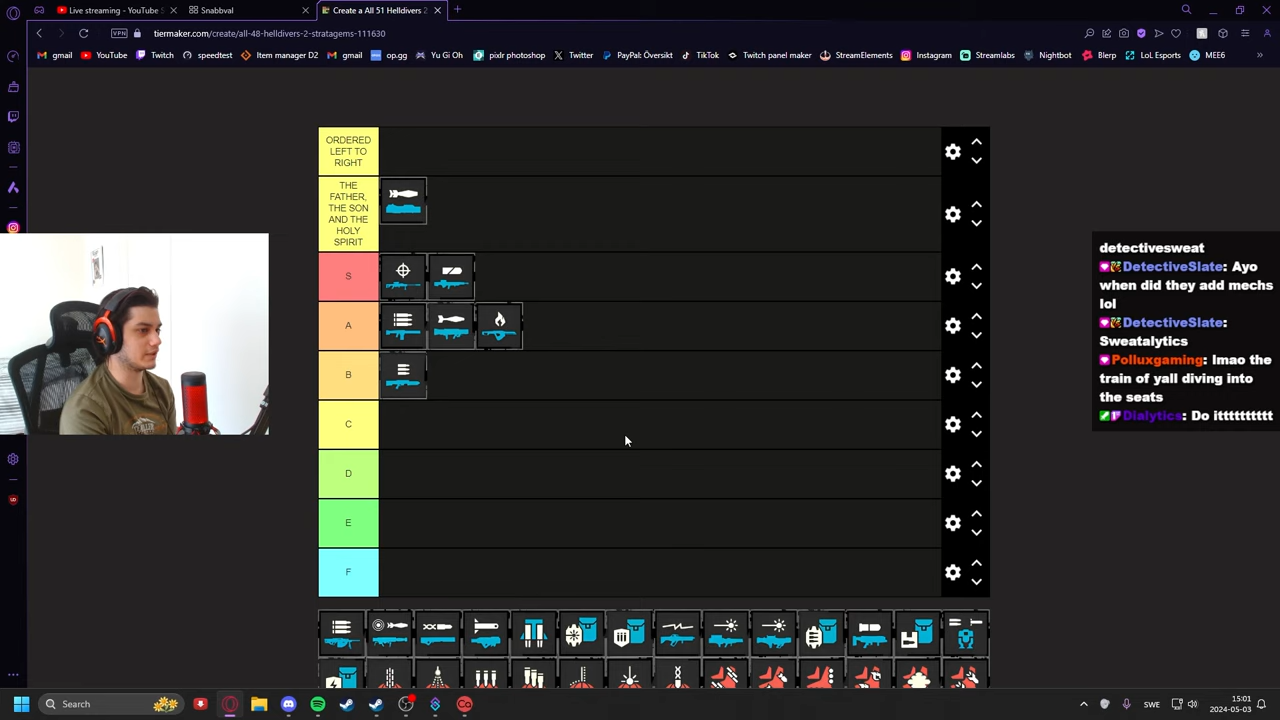 Live streaming - YouTube S
Snabbval
Create a All 51 Helldivers 2
VPN
tiermaker.com/create/all-48-helldivers-2-stratagems-111630
gmail
YouTube
Twitch
speedtest
Item manager D2
gmail
op.gg
Yu Gi Oh
pixlr photoshop
Twitter
PayPal: Översikt
TikTok
Twitch panel maker
StreamElements
Instagram
Streamlabs
Nightbot
Blerp
LoL Esports
MEE6
ORDERED
LEFT TO
RIGHT
THE
FATHER,
THE SON
AND THE
HOLY
SPIRIT
S
A
B
C
D
E
F
detectivesweat
DetectiveSlate: Ayo
when did they add mechs
lol
DetectiveSlate:
Sweatalytics
Polluxgaming: lmao the
train of yall diving into
the seats
Dialytics: Do itttttttttt
Search
SWE
15:01
2024-05-03